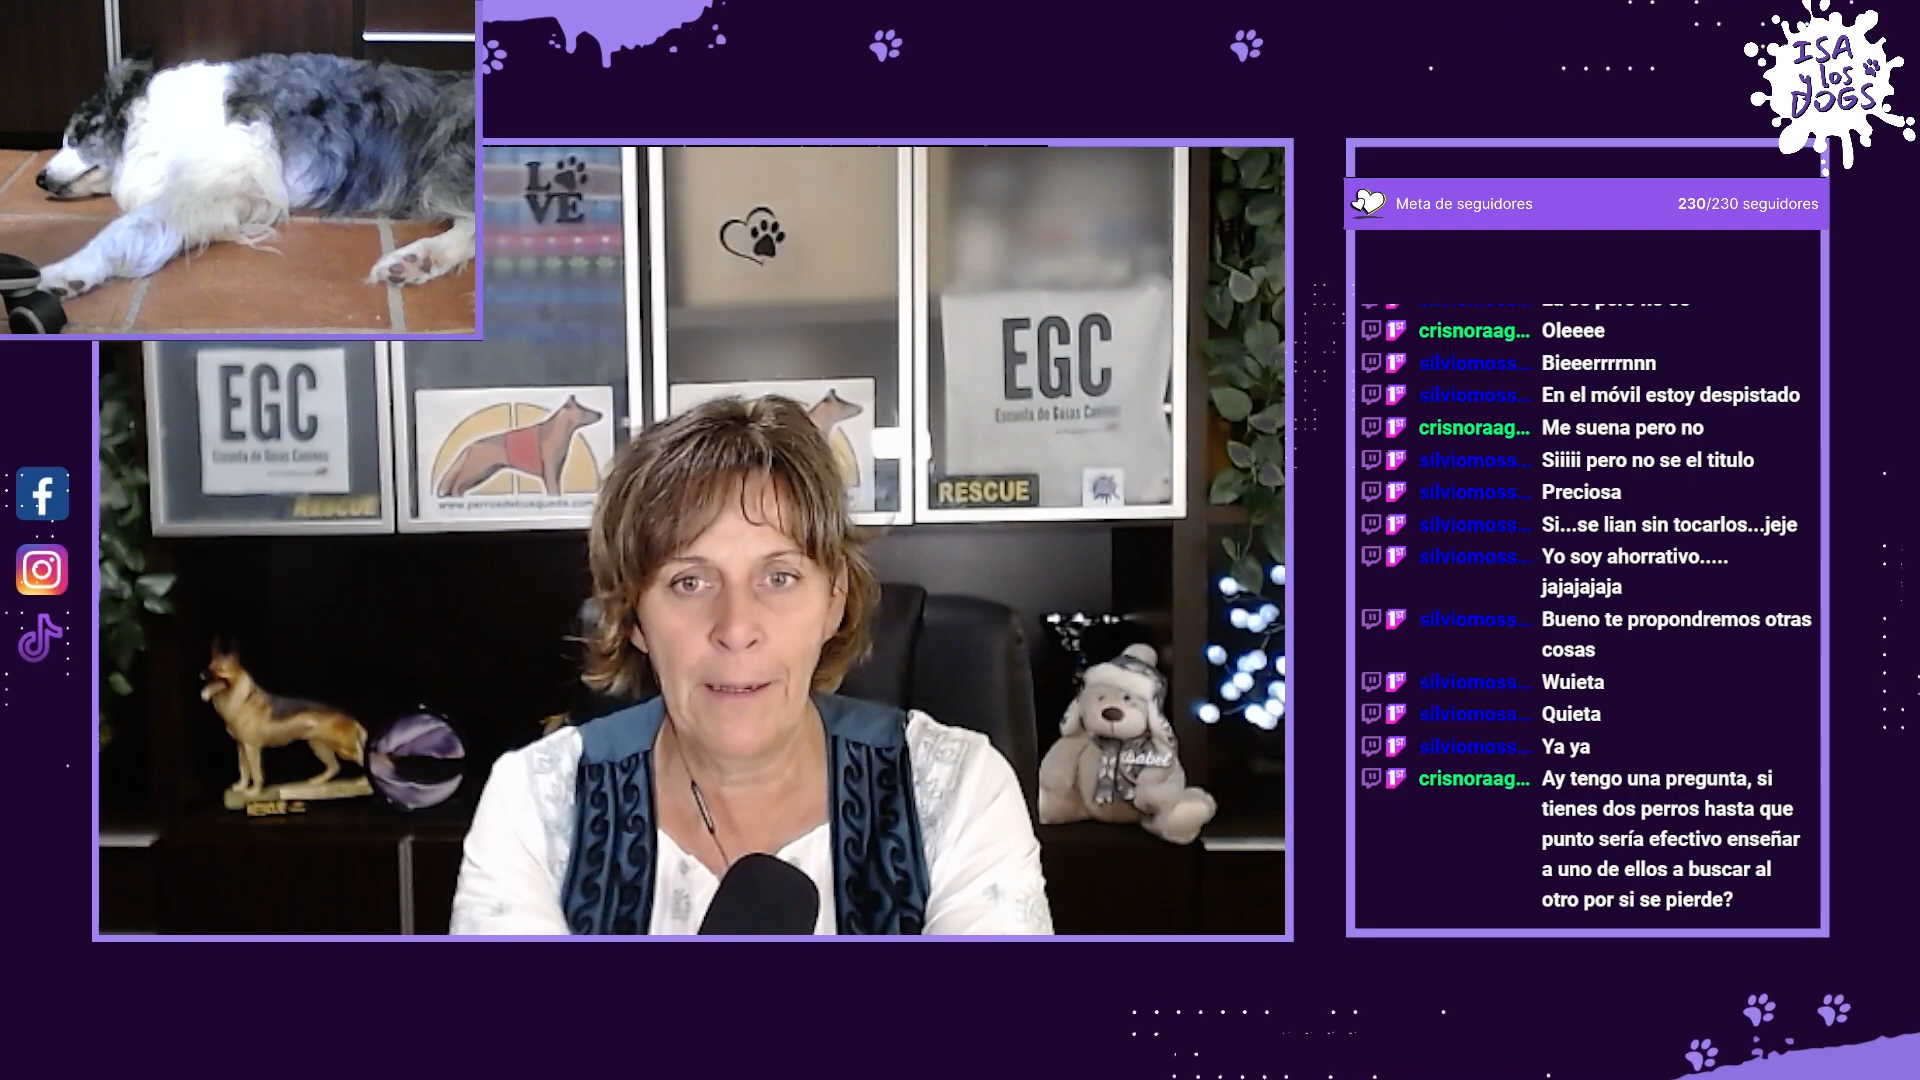 ISA
y los
DOGS
LOVE
Meta de seguidores
230/230 seguidores
crisnoraag... Oleeee
silviomoss... Bieeerrrrnnn
silviomoss... En el móvil estoy despistado
crisnoraag... Me suena pero no
silviomoss... Siiiii pero no se el titulo
silviomoss... Preciosa
silviomoss... Si...se lian sin tocarlos...jeje
silviomoss... Yo soy ahorrativo.....
jajajajaja
silviomoss... Bueno te propondremos otras
cosas
silviomoss... Wuieta
silviomoss... Quieta
silviomoss... Ya ya
crisnoraag... Ay tengo una pregunta, si
tienes dos perros hasta que
punto sería efectivo enseñar
a uno de ellos a buscar al
otro por si se pierde?
EGC
Escuela de Guías Caninos
RESCUE
EGC
Escuela de Guías Caninos
RESCUE
www.perrosdebusqueda.com
RESCUE